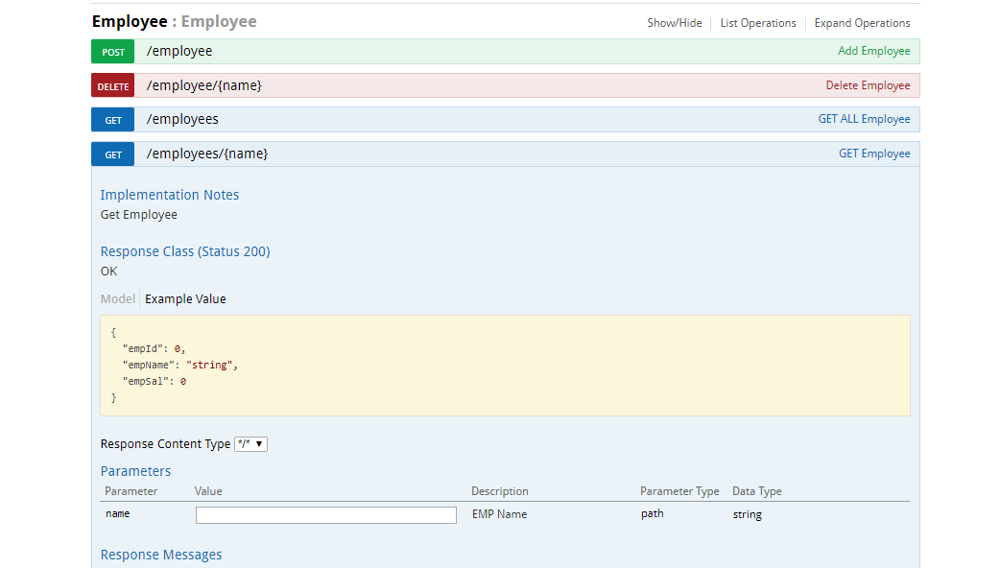 Employee : Employee Show/Hide List Operations Expand Operations
POST /employee Add Employee
DELETE /employee/{name} Delete Employee
GET /employees GET ALL Employee
GET /employees/{name} GET Employee
Implementation Notes
Get Employee
Response Class (Status 200)
OK
Model Example Value
{
  "empId": 0,
  "empName": "string",
  "empSal": 0
}
Response Content Type */* ▼
Parameters
Parameter Value Description Parameter Type Data Type
name EMP Name path string
Response Messages